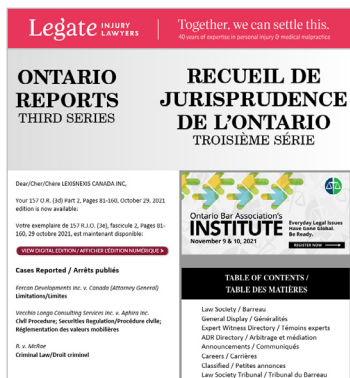 Legate INJURY LAWYERS
Together, we can settle this.
40 years of expertise in personal injury & medical malpractice
ONTARIO
REPORTS
THIRD SERIES
RECUEIL DE
JURISPRUDENCE
DE L'ONTARIO
TROISIÈME SÉRIE
Dear/Cher/Chère LEXISNEXIS CANADA INC,
Your 157 O.R. (3d) Part 2, Pages 81-160, October 29, 2021
edition is now available:
Votre exemplaire de 157 R.J.O. (3e), fascicule 2, Pages 81-
160, 29 octobre 2021, est maintenant disponible:
VIEW DIGITAL EDITION / AFFICHER L'ÉDITION NUMÉRIQUE >
Cases Reported / Arrêts publiés
Fercan Developments Inc. v. Canada (Attorney General)
Limitations/Limites
Vecchio Longo Consulting Services Inc. v. Aphria Inc.
Civil Procedure; Securities Regulation/Procédure civile;
Réglementation des valeurs mobilières
R. v. McRae
Criminal Law/Droit criminel
Ontario Bar Association's
INSTITUTE
November 9 & 10, 2021
Everyday Legal Issues
Have Gone Global.
Be Ready.
REGISTER NOW
TABLE OF CONTENTS /
TABLE DES MATIÈRES
Law Society / Barreau
General Display / Généralités
Expert Witness Directory / Témoins experts
ADR Directory / Arbitrage et médiation
Announcements / Communiqués
Careers / Carrières
Classified / Petites annonces
Law Society Tribunal / Tribunal du Barreau